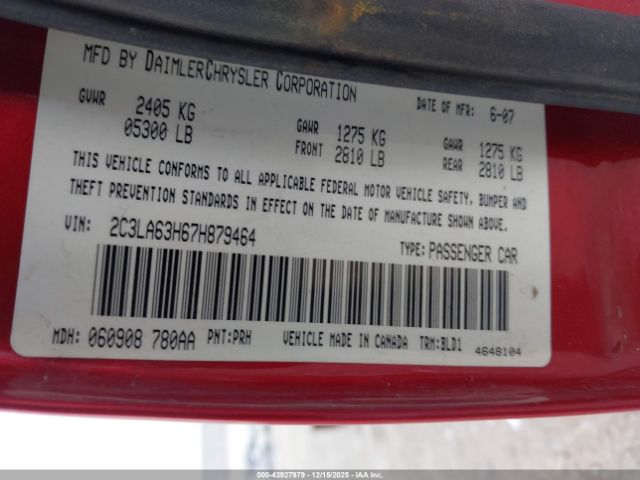 MFD BY DAIMLERCHRYSLER CORPORATION DATE OF MFR: 6-07
GVWR 2405 KG GAWR 1275 KG GAWR 1275 KG
05300 LB FRONT 2810 LB REAR 2810 LB
THIS VEHICLE CONFORMS TO ALL APPLICABLE FEDERAL MOTOR VEHICLE SAFETY, BUMPER AND
THEFT PREVENTION STANDARDS IN EFFECT ON THE DATE OF MANUFACTURE SHOWN ABOVE.
VIN: 2C3LA63H67H879464 TYPE: PASSENGER CAR
MDH: 060908 780AA PNT:PRH VEHICLE MADE IN CANADA TRM:BLD1 4648104
00-43927979 - 12/15/2025 - IAA Inc.